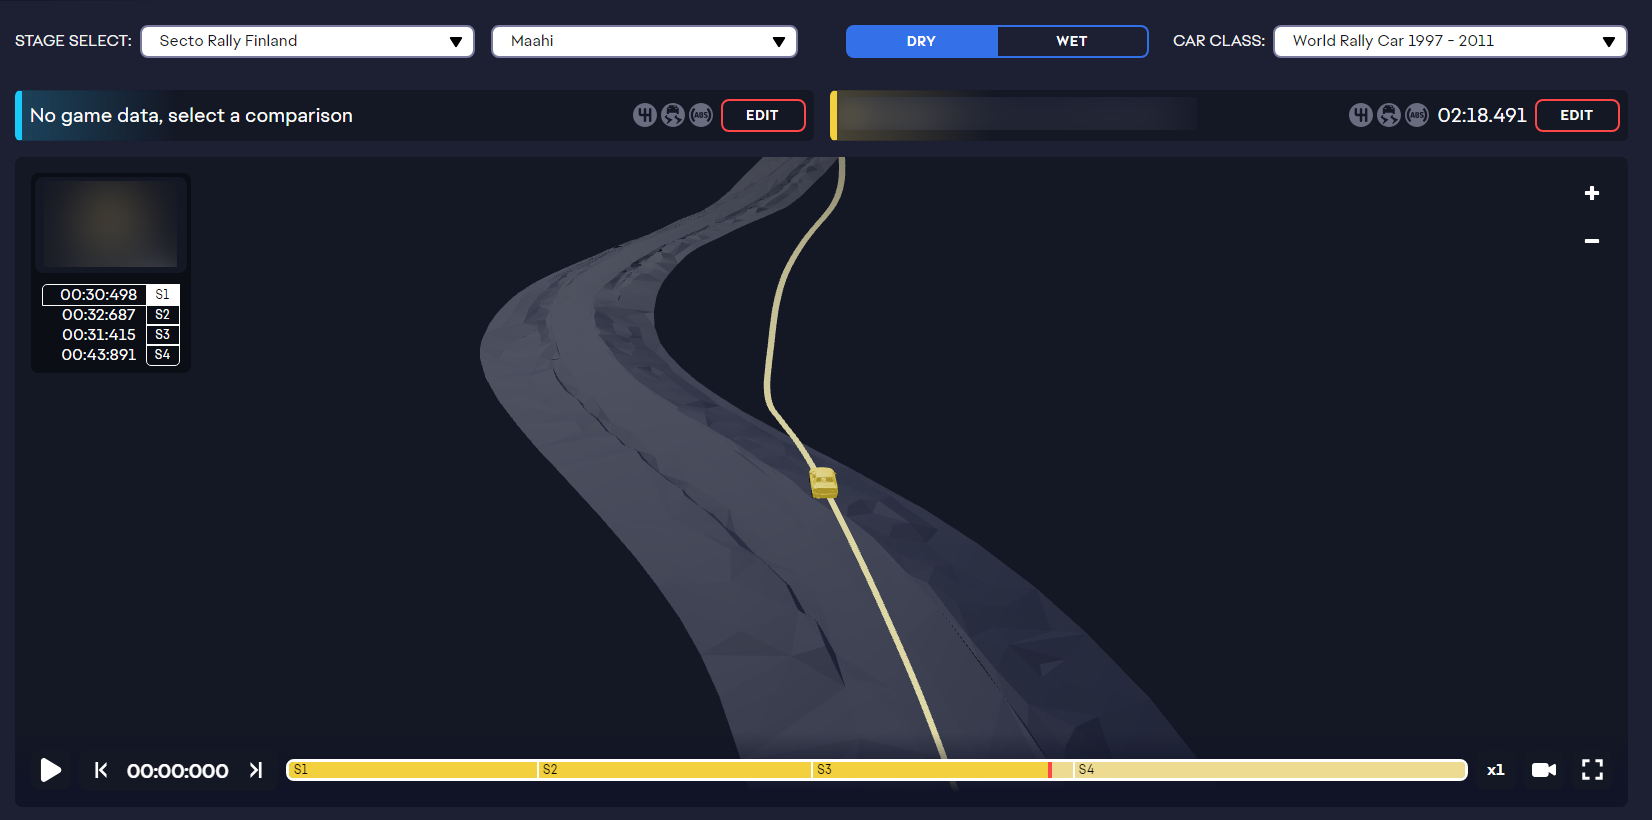 STAGE SELECT: Secto Rally Finland Maahi DRY WET CAR CLASS: World Rally Car 1997 - 2011
No game data, select a comparison ABS EDIT ABS 02:18.491 EDIT
00:30:498 S1
00:32:687 S2
00:31:415 S3
00:43:891 S4
00:00:000 S1 S2 S3 S4 x1